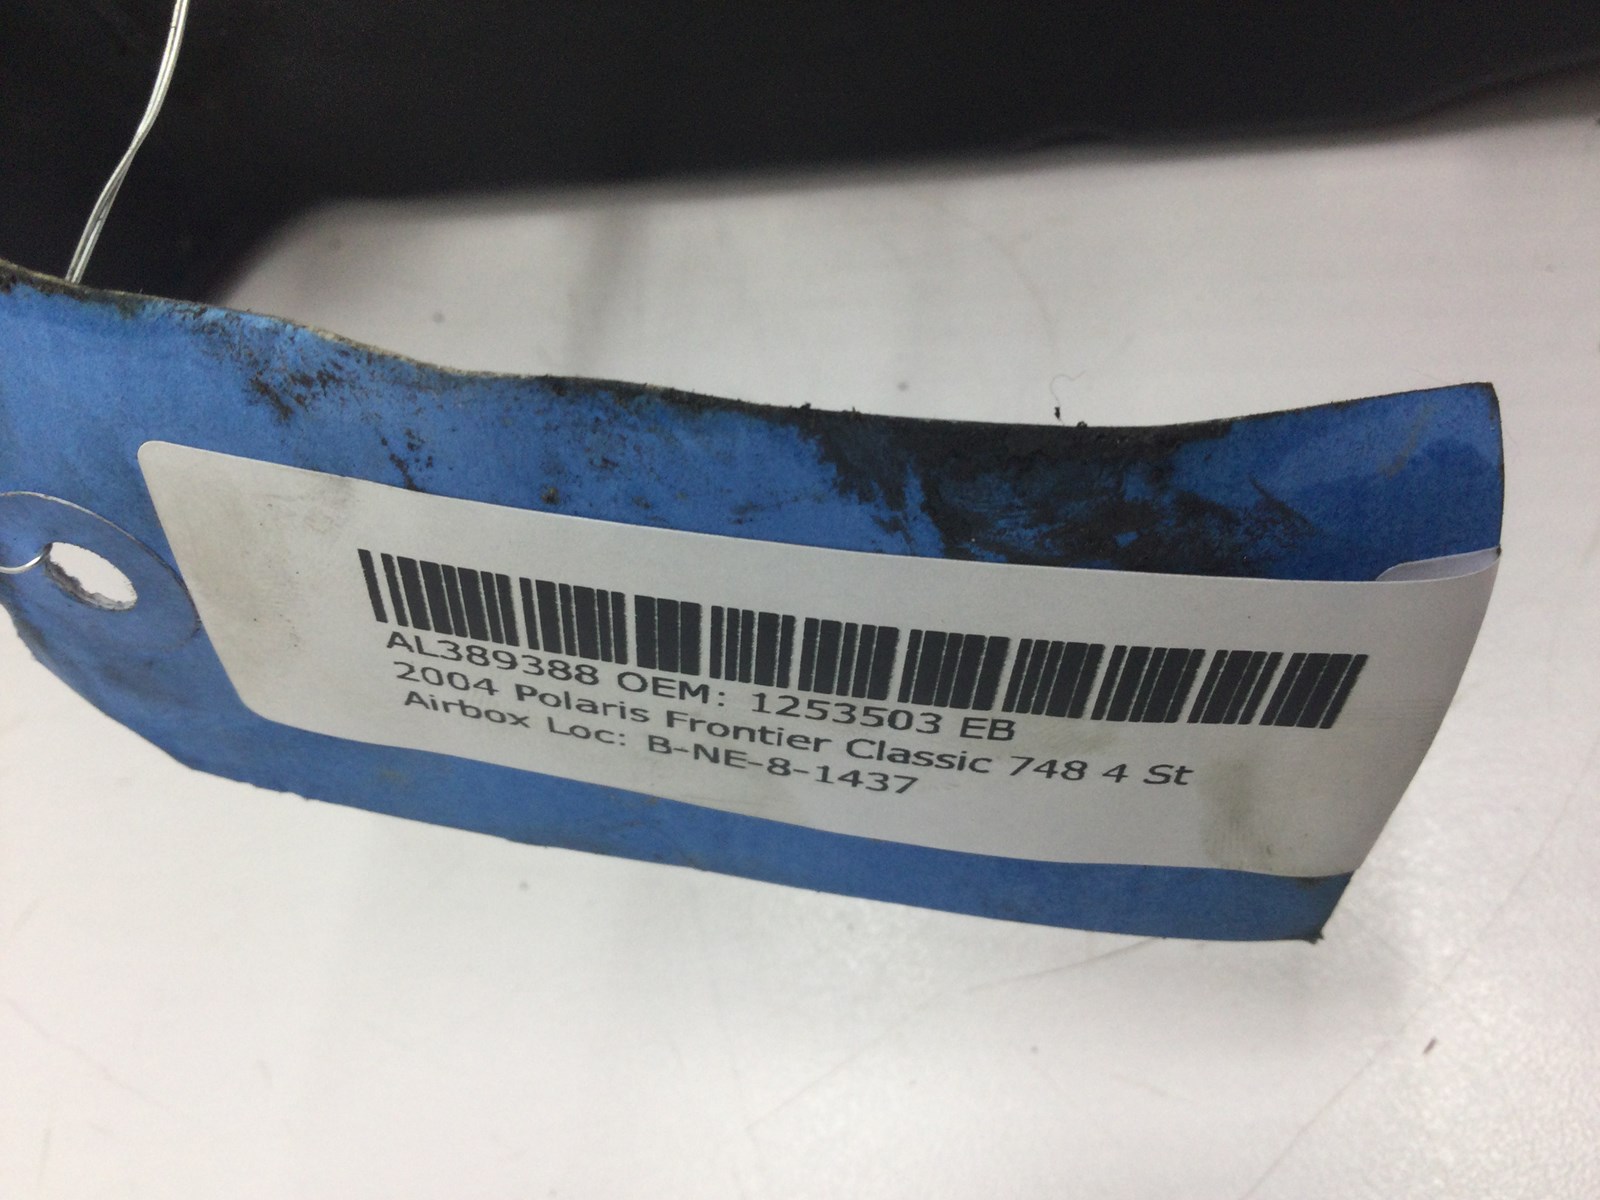 AL389388 OEM: 1253503 EB
2004 Polaris Frontier Classic 748 4 St
Airbox Loc: B-NE-8-1437